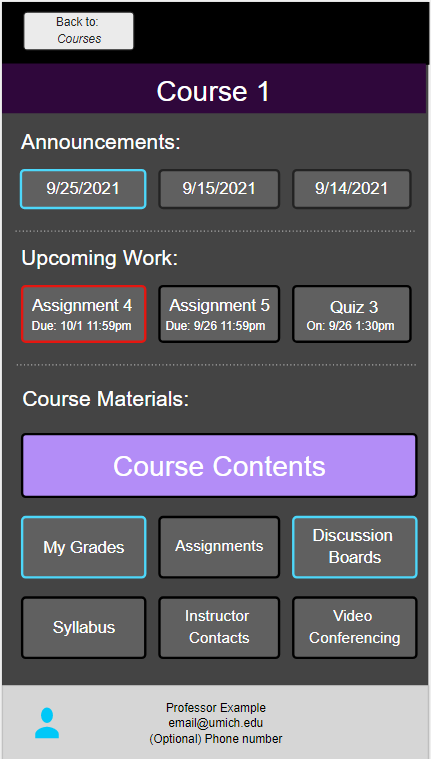 Back to:
Courses
Course 1
Announcements:
9/25/2021
9/15/2021
9/14/2021
Upcoming Work:
Assignment 4
Due: 10/1 11:59pm
Assignment 5
Due: 9/26 11:59pm
Quiz 3
On: 9/26 1:30pm
Course Materials:
Course Contents
My Grades
Assignments
Discussion
Boards
Syllabus
Instructor
Contacts
Video
Conferencing
Professor Example
email@umich.edu
(Optional) Phone number